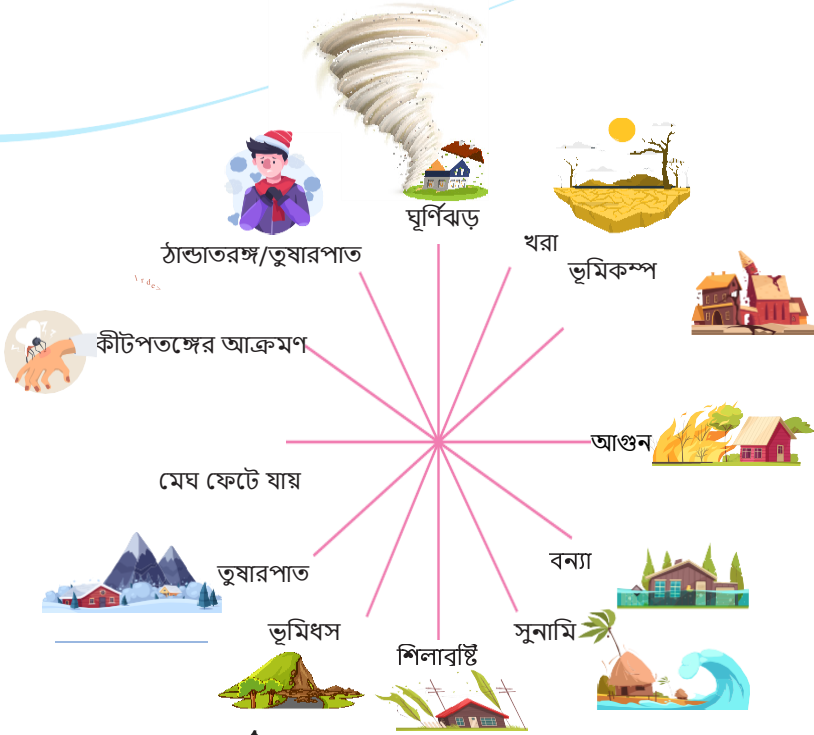 ঘূর্ণিঝড়
খরা
ঠান্ডাতরঙ্গ/তুষারপাত
ভূমিকম্প
কীটপতঙ্গের আক্রমণ
আগুন
মেঘ ফেটে যায়
বন্যা
তুষারপাত
ভূমিধস
সুনামি
শিলাবৃষ্টি